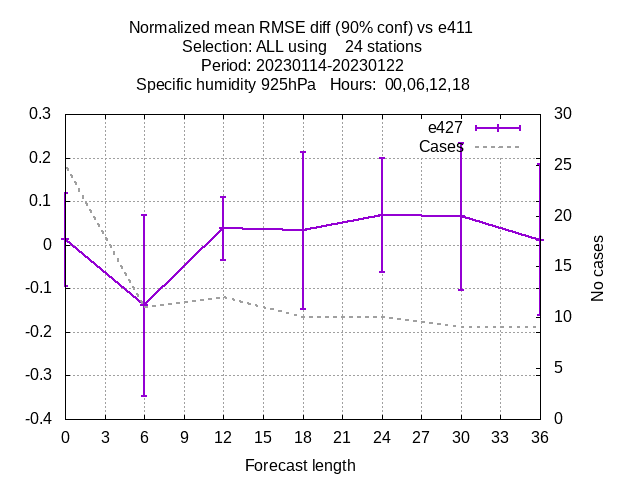 Normalized mean RMSE diff (90% conf) vs e411
Selection: ALL using    24 stations
Period: 20230114-20230122
Specific humidity 925hPa   Hours:  00,06,12,18
0.3
0.2
0.1
0
-0.1
-0.2
-0.3
-0.4
30
25
20
15
10
5
0
e427
Cases
No cases
0 3 6 9 12 15 18 21 24 27 30 33 36
Forecast length